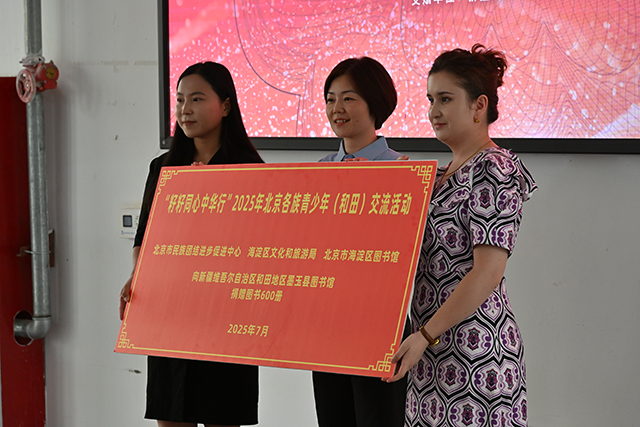 "籽籽同心中华行"2025年北京各族青少年（和田）交流活动
北京市民族团结进步促进中心 海淀区文化和旅游局 北京市海淀区图书馆
向新疆维吾尔自治区和田地区墨玉县图书馆
捐赠图书600册
2025年7月